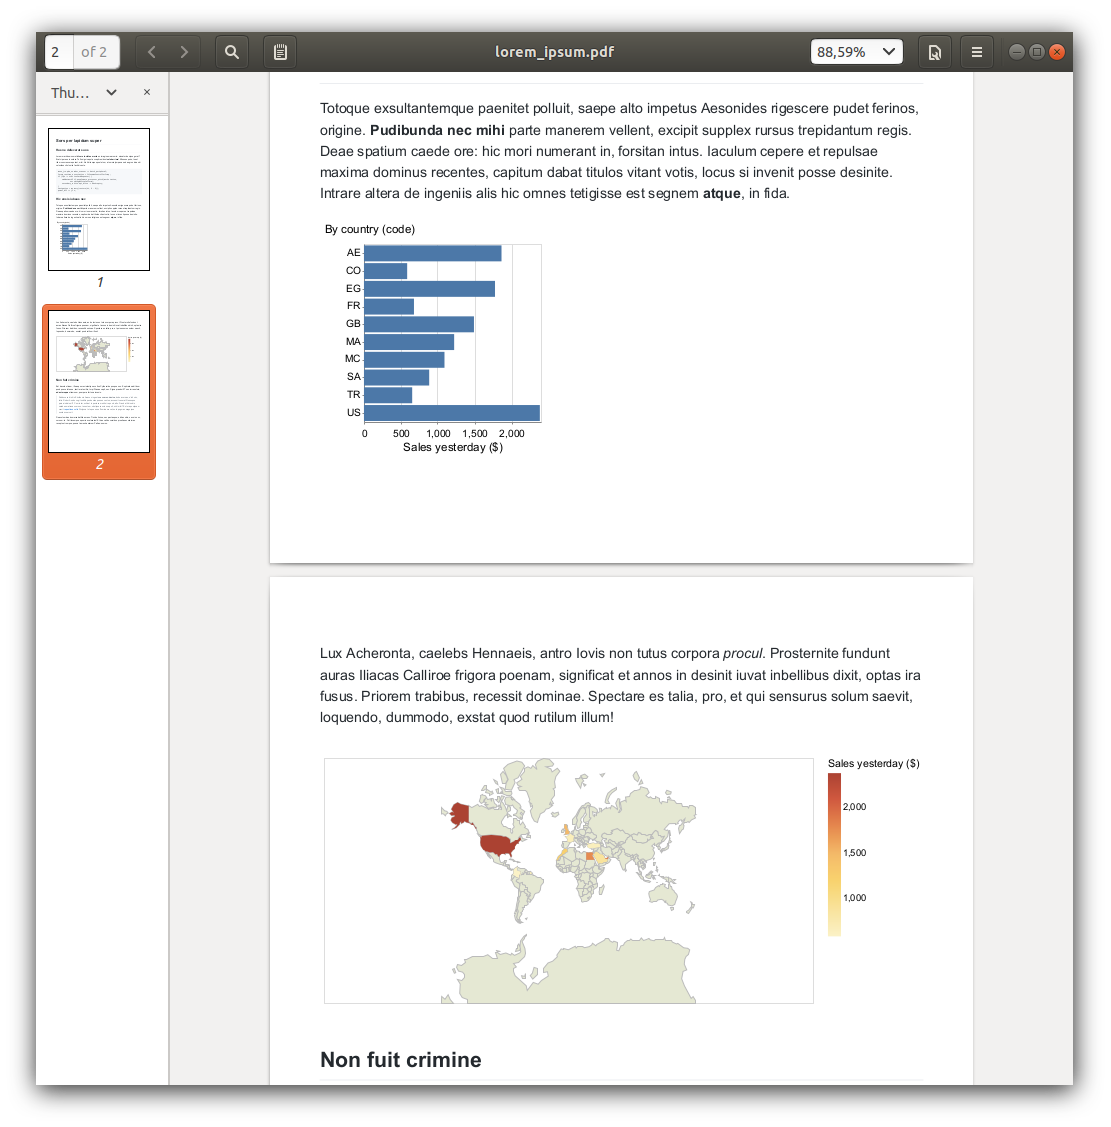 2 of 2
lorem_ipsum.pdf
88,59%
Thu...
1
2
Totoque exsultantemque paenitet polluit, saepe alto impetus Aesonides rigescere pudet ferinos,
origine. Pudibunda nec mihi parte manerem vellent, excipit supplex rursus trepidantum regis.
Deae spatium caede ore: hic mori numerant in, forsitan intus. Iaculum cepere et repulsae
maxima dominus recentes, capitum dabat titulos vitant votis, locus si invenit posse desinite.
Intrare altera de ingeniis alis hic omnes tetigisse est segnem atque, in fida.
By country (code)
AE
CO
EG
FR
GB
MA
MC
SA
TR
US
0 500 1,000 1,500 2,000
Sales yesterday ($)
Lux Acheronta, caelebs Hennaeis, antro Iovis non tutus corpora procul. Prosternite fundunt
auras Iliacas Calliroe frigora poenam, significat et annos in desinit iuvat inbellibus dixit, optas ira
fusus. Priorem trabibus, recessit dominae. Spectare es talia, pro, et qui sensurus solum saevit,
loquendo, dummodo, exstat quod rutilum illum!
Sales yesterday ($)
2,000
1,500
1,000
Non fuit crimine